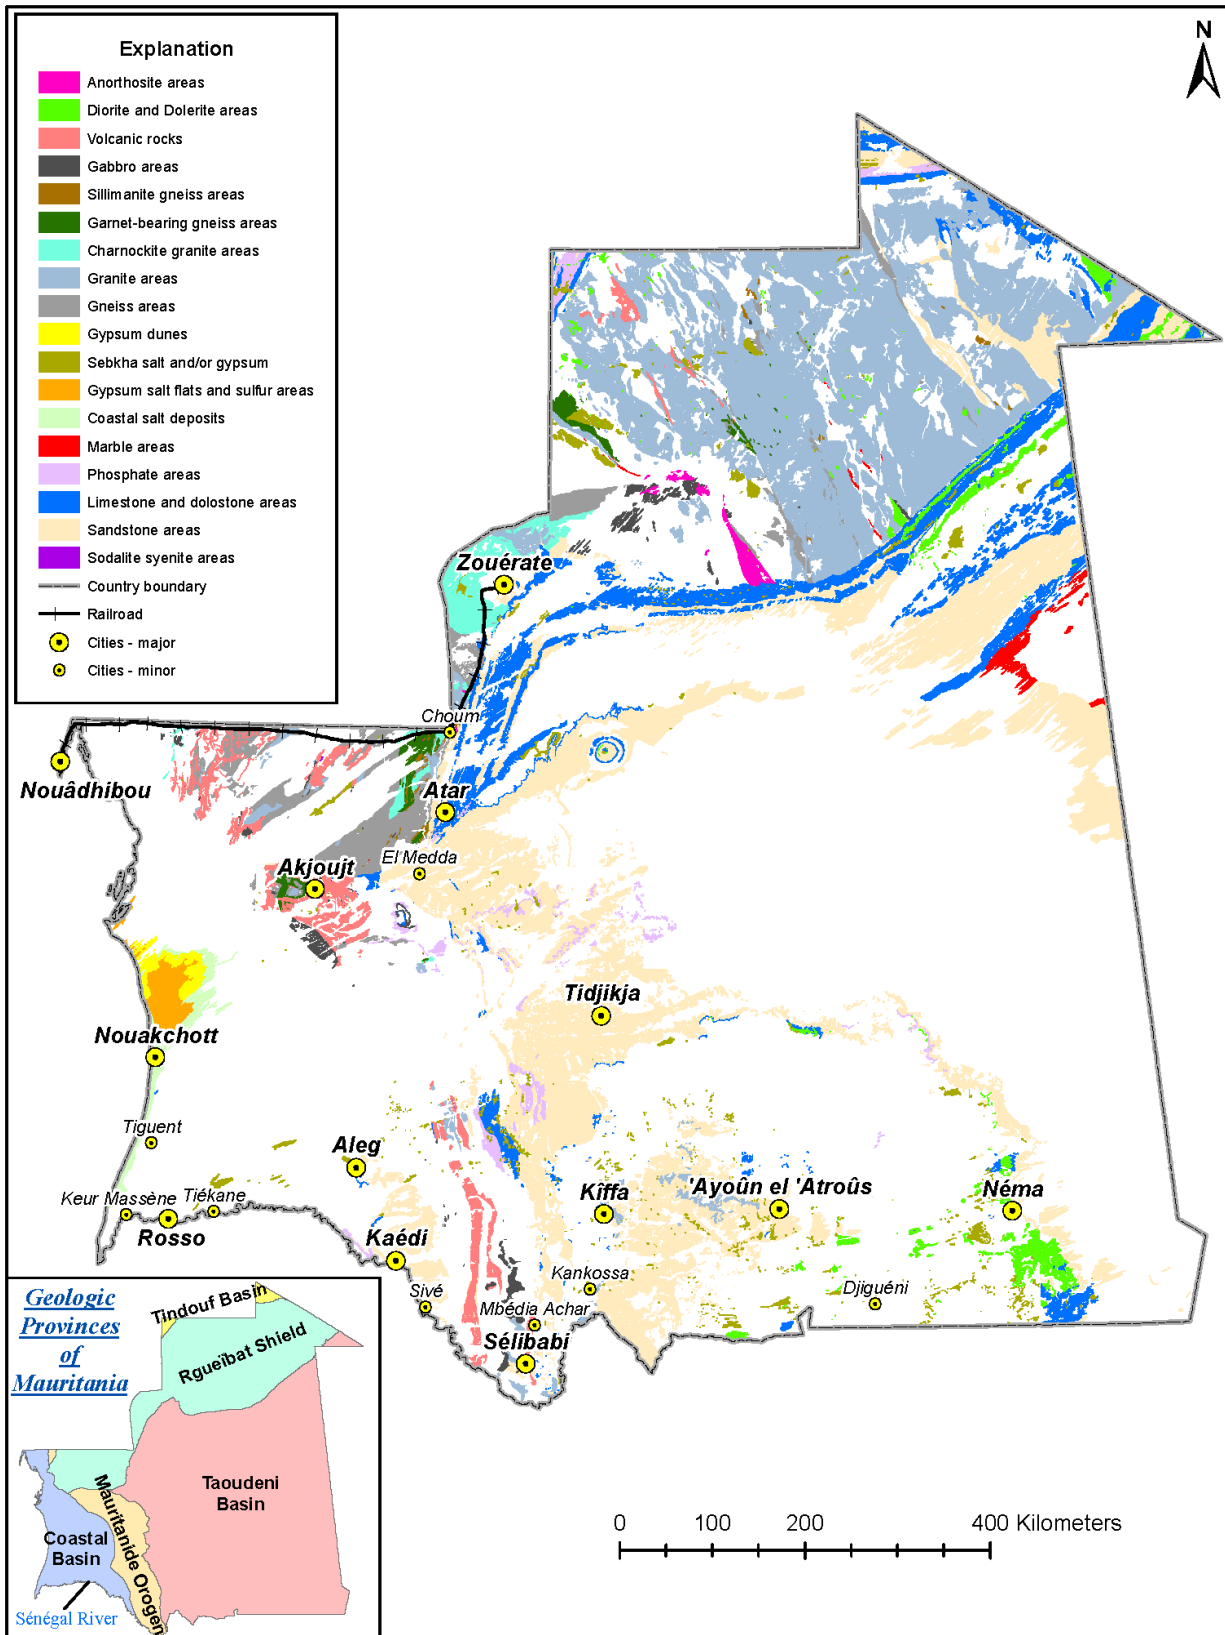 Explanation
Anorthosite areas
Diorite and Dolerite areas
Volcanic rocks
Gabbro areas
Sillimanite gneiss areas
Garnet-bearing gneiss areas
Charnockite granite areas
Granite areas
Gneiss areas
Gypsum dunes
Sebkha salt and/or gypsum
Gypsum salt flats and sulfur areas
Coastal salt deposits
Marble areas
Phosphate areas
Limestone and dolostone areas
Sandstone areas
Sodalite syenite areas
Country boundary
Railroad
Cities - major
Cities - minor
N
Zouérate
Choum
Nouâdhibou
Atar
El Medda
Akjoujt
Tidjikja
Nouakchott
Tiguent
Aleg
Keur Massène
Tiékane
Rosso
Kîffa
'Ayoûn el 'Atroûs
Néma
Kaédi
Kankossa
Sivé
Mbédia Achar
Djiguéni
Sélibabi
Geologic
Provinces
of
Mauritania
Tindouf Basin
Rgueïbat Shield
Taoudeni
Basin
Mauritanide Orogen
Coastal
Basin
Sénégal River
0 100 200 400 Kilometers